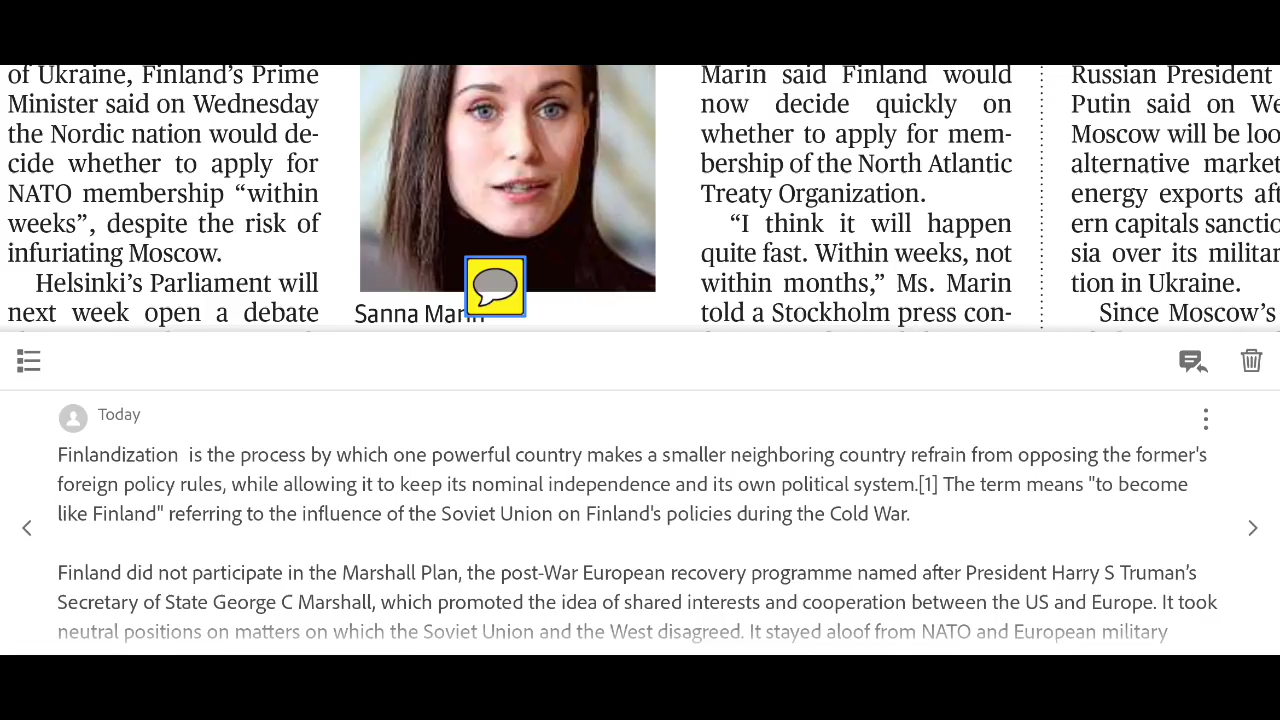 of Ukraine, Finland's Prime
Minister said on Wednesday
the Nordic nation would de-
cide whether to apply for
NATO membership “within
weeks”, despite the risk of
infuriating Moscow.
Helsinki's Parliament will
next week open a debate
Sanna Marin
Marin said Finland would
now decide quickly on
whether to apply for mem-
bership of the North Atlantic
Treaty Organization.
“I think it will happen
quite fast. Within weeks, not
within months,” Ms. Marin
told a Stockholm press con-
Russian President
Putin said on We
Moscow will be loo
alternative market
energy exports aft
ern capitals sanctio
sia over its militar
tion in Ukraine.
Since Moscow's
Today
Finlandization is the process by which one powerful country makes a smaller neighboring country refrain from opposing the former's
foreign policy rules, while allowing it to keep its nominal independence and its own political system.[1] The term means "to become
like Finland" referring to the influence of the Soviet Union on Finland's policies during the Cold War.
Finland did not participate in the Marshall Plan, the post-War European recovery programme named after President Harry S Truman’s
Secretary of State George C Marshall, which promoted the idea of shared interests and cooperation between the US and Europe. It took
neutral positions on matters on which the Soviet Union and the West disagreed. It stayed aloof from NATO and European military